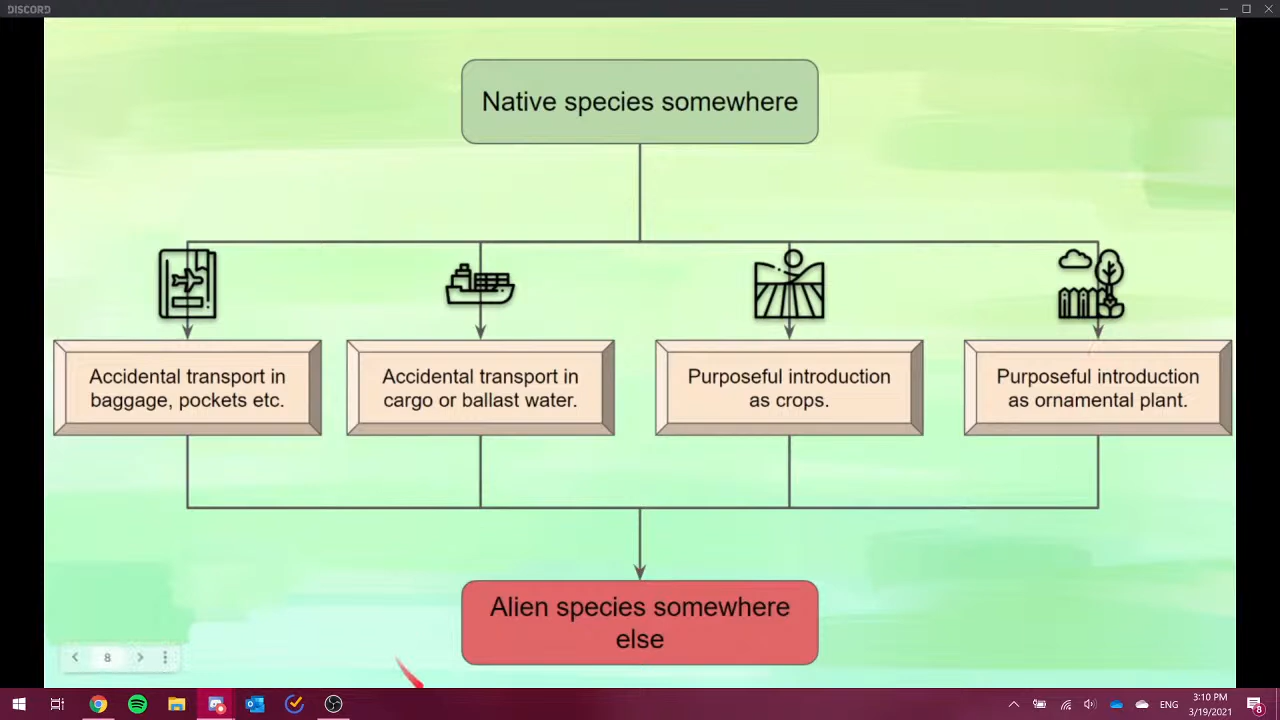 DISCORD
Native species somewhere
Accidental transport in
baggage, pockets etc.
Accidental transport in
cargo or ballast water.
Purposeful introduction
as crops.
Purposeful introduction
as ornamental plant.
Alien species somewhere
else
8
ENG
3:10 PM
3/19/2021
8